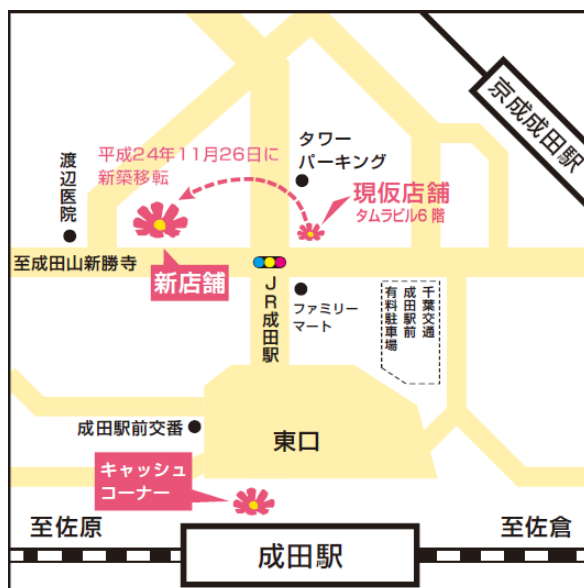 京成成田駅
タワー
パーキング
平成24年11月26日に
新築移転
渡辺医院
現仮店舗
タムラビル6階
至成田山新勝寺
新店舗
JR成田駅
ファミリー
マート
千葉交通
成田駅前
有料駐車場
成田駅前交番
東口
キャッシュ
コーナー
至佐原
至佐倉
成田駅